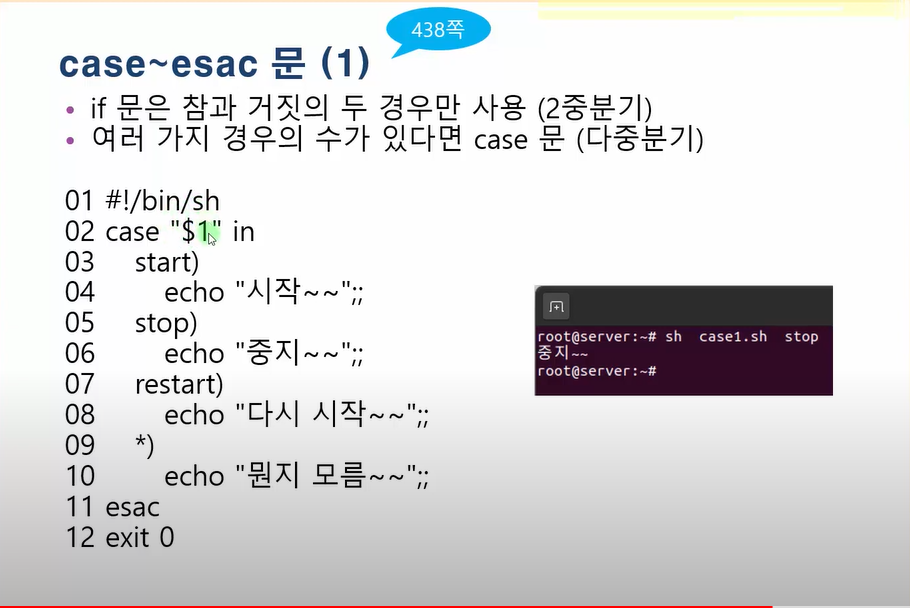 438쪽
case~esac 문 (1)
• if 문은 참과 거짓의 두 경우만 사용 (2중분기)
• 여러 가지 경우의 수가 있다면 case 문 (다중분기)
01 #!/bin/sh
02 case "$1" in
03 start)
04 echo "시작~~";;
05 stop)
06 echo "중지~~";;
07 restart)
08 echo "다시 시작~~";;
09 *)
10 echo "뭔지 모름~~";;
11 esac
12 exit 0
root@server:~# sh case1.sh stop
중지~~
root@server:~#